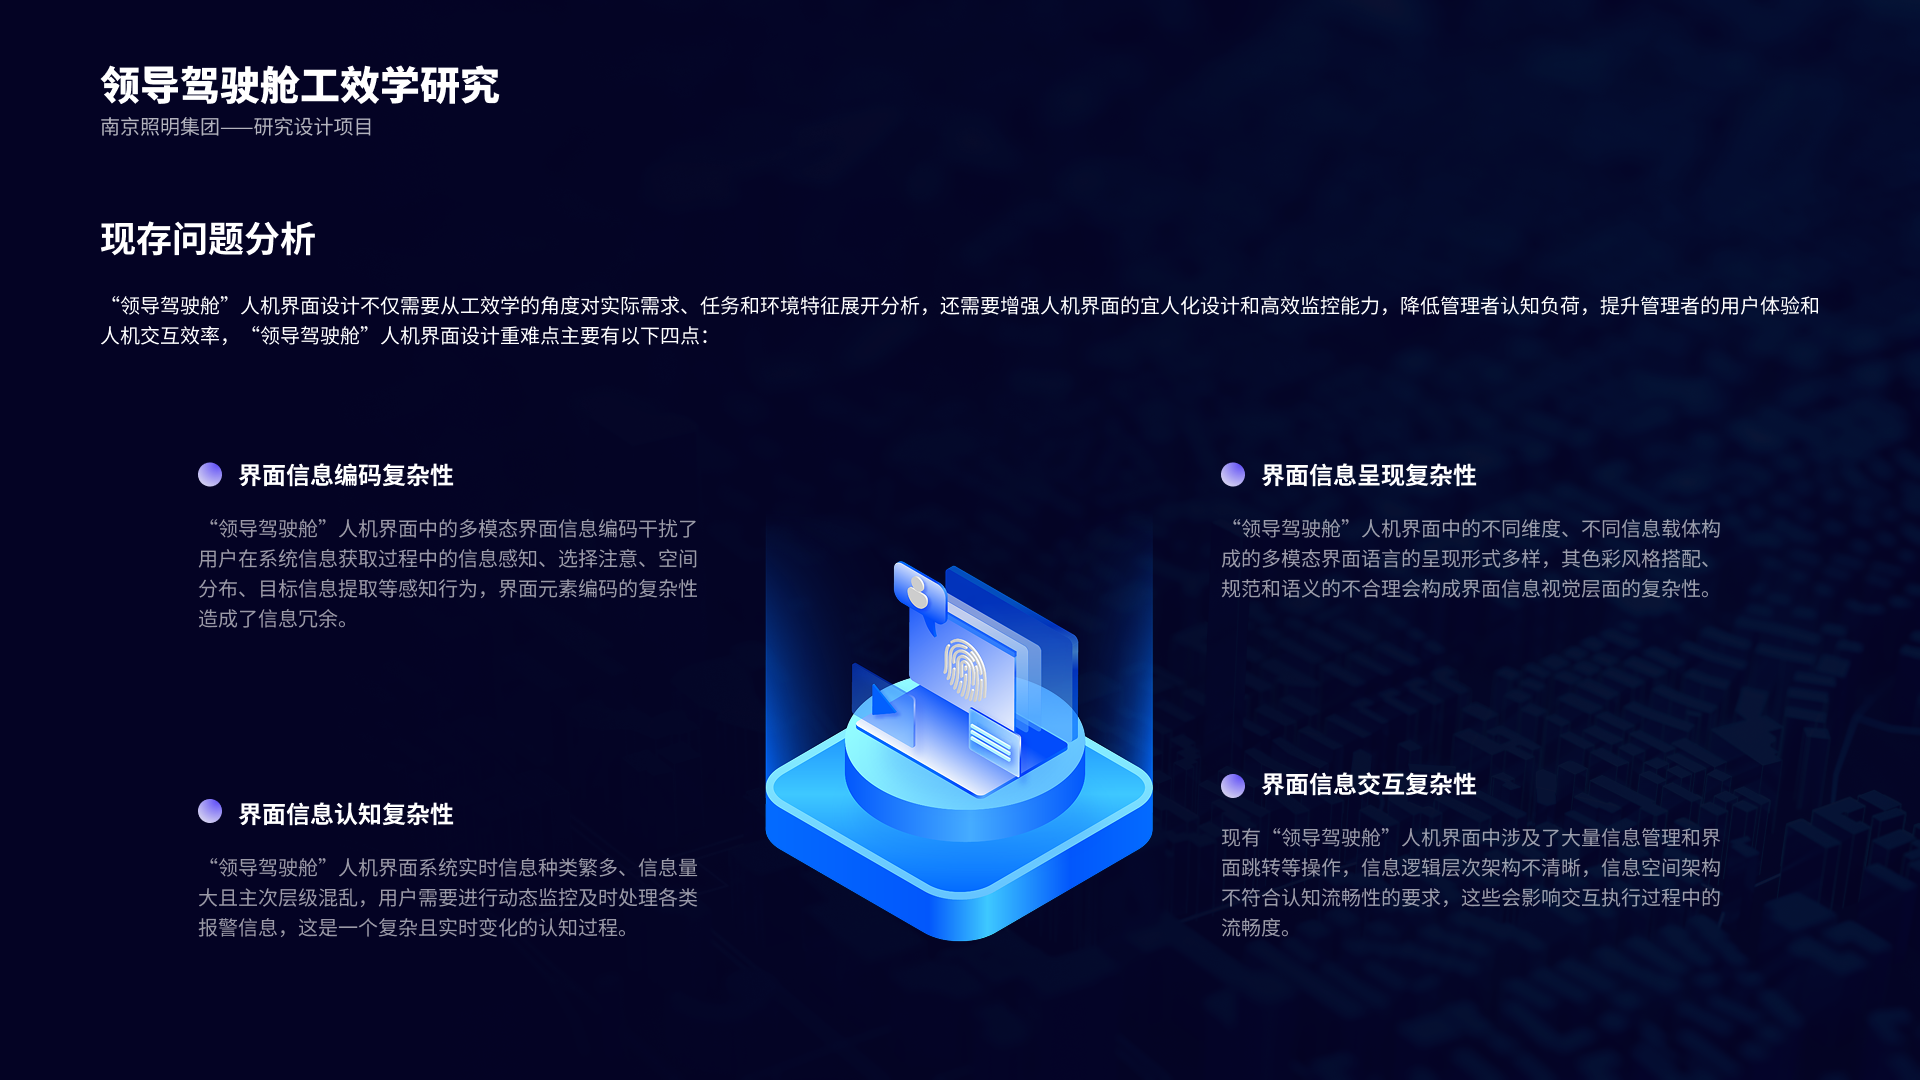 领导驾驶舱工效学研究
南京照明集团——研究设计项目
现存问题分析
“领导驾驶舱”人机界面设计不仅需要从工效学的角度对实际需求、任务和环境特征展开分析，还需要增强人机界面的宜人化设计和高效监控能力，降低管理者认知负荷，提升管理者的用户体验和
人机交互效率，“领导驾驶舱”人机界面设计重难点主要有以下四点：
界面信息编码复杂性
“领导驾驶舱”人机界面中的多模态界面信息编码干扰了
用户在系统信息获取过程中的信息感知、选择注意、空间
分布、目标信息提取等感知行为，界面元素编码的复杂性
造成了信息冗余。
界面信息呈现复杂性
“领导驾驶舱”人机界面中的不同维度、不同信息载体构
成的多模态界面语言的呈现形式多样，其色彩风格搭配、
规范和语义的不合理会构成界面信息视觉层面的复杂性。
界面信息认知复杂性
“领导驾驶舱”人机界面系统实时信息种类繁多、信息量
大且主次层级混乱，用户需要进行动态监控及时处理各类
报警信息，这是一个复杂且实时变化的认知过程。
界面信息交互复杂性
现有“领导驾驶舱”人机界面中涉及了大量信息管理和界
面跳转等操作，信息逻辑层次架构不清晰，信息空间架构
不符合认知流畅性的要求，这些会影响交互执行过程中的
流畅度。